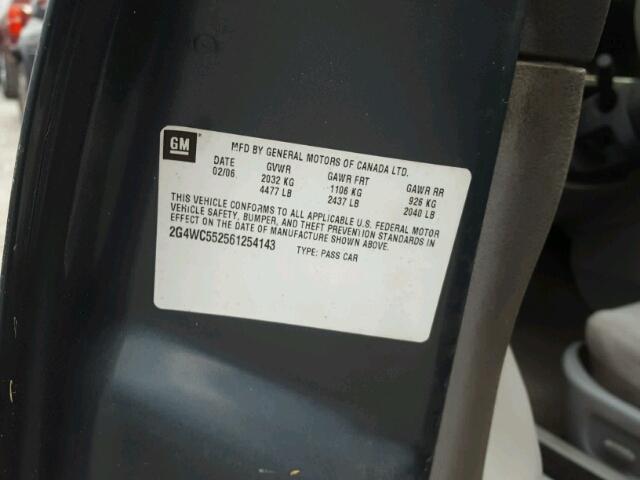 GM
MFD BY GENERAL MOTORS OF CANADA LTD.
DATE GVWR GAWR FRT GAWR RR
02/06 2032 KG 1106 KG 926 KG
4477 LB 2437 LB 2040 LB
THIS VEHICLE CONFORMS TO ALL APPLICABLE U.S. FEDERAL MOTOR
VEHICLE SAFETY, BUMPER, AND THEFT PREVENTION STANDARDS IN
EFFECT ON THE DATE OF MANUFACTURE SHOWN ABOVE.
2G4WC552561254143 TYPE: PASS CAR